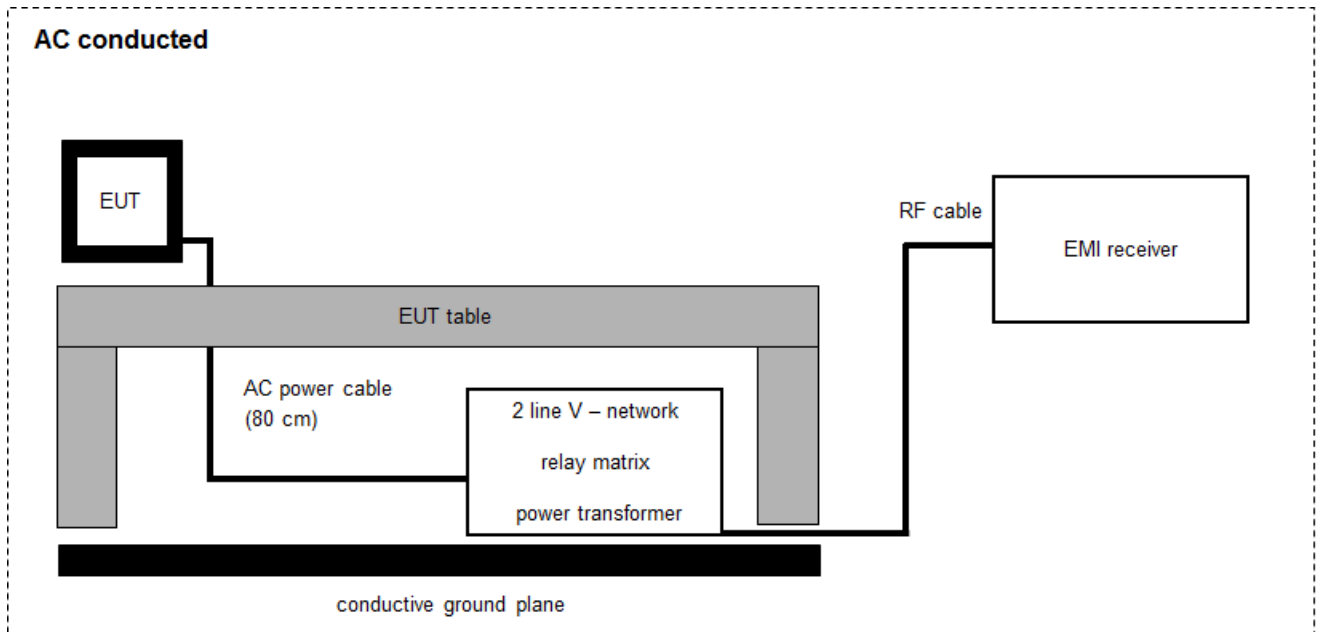 AC conducted
EUT
RF cable
EMI receiver
EUT table
AC power cable
(80 cm)
2 line V – network
relay matrix
power transformer
conductive ground plane